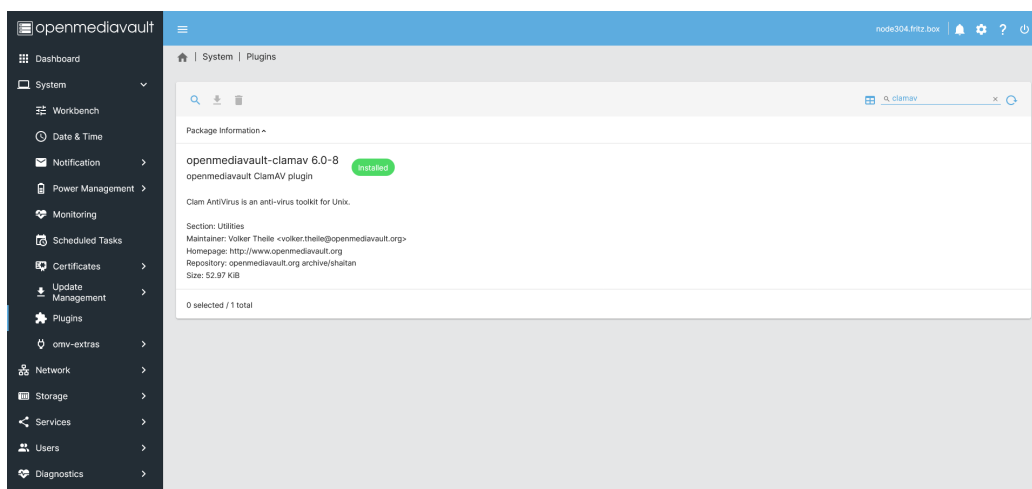 openmediavault
node304.fritz.box
Dashboard
System | Plugins
System
Workbench
clamav
Date & Time
Package Information
Notification
openmediavault-clamav 6.0-8
Installed
openmediavault ClamAV plugin
Power Management
Clam AntiVirus is an anti-virus toolkit for Unix.
Monitoring
Section: Utilities
Scheduled Tasks
Maintainer: Volker Theile <volker.theile@openmediavault.org>
Homepage: http://www.openmediavault.org
Certificates
Repository: openmediavault.org archive/shaitan
Size: 52.97 KiB
Update
Management
0 selected / 1 total
Plugins
omv-extras
Network
Storage
Services
Users
Diagnostics